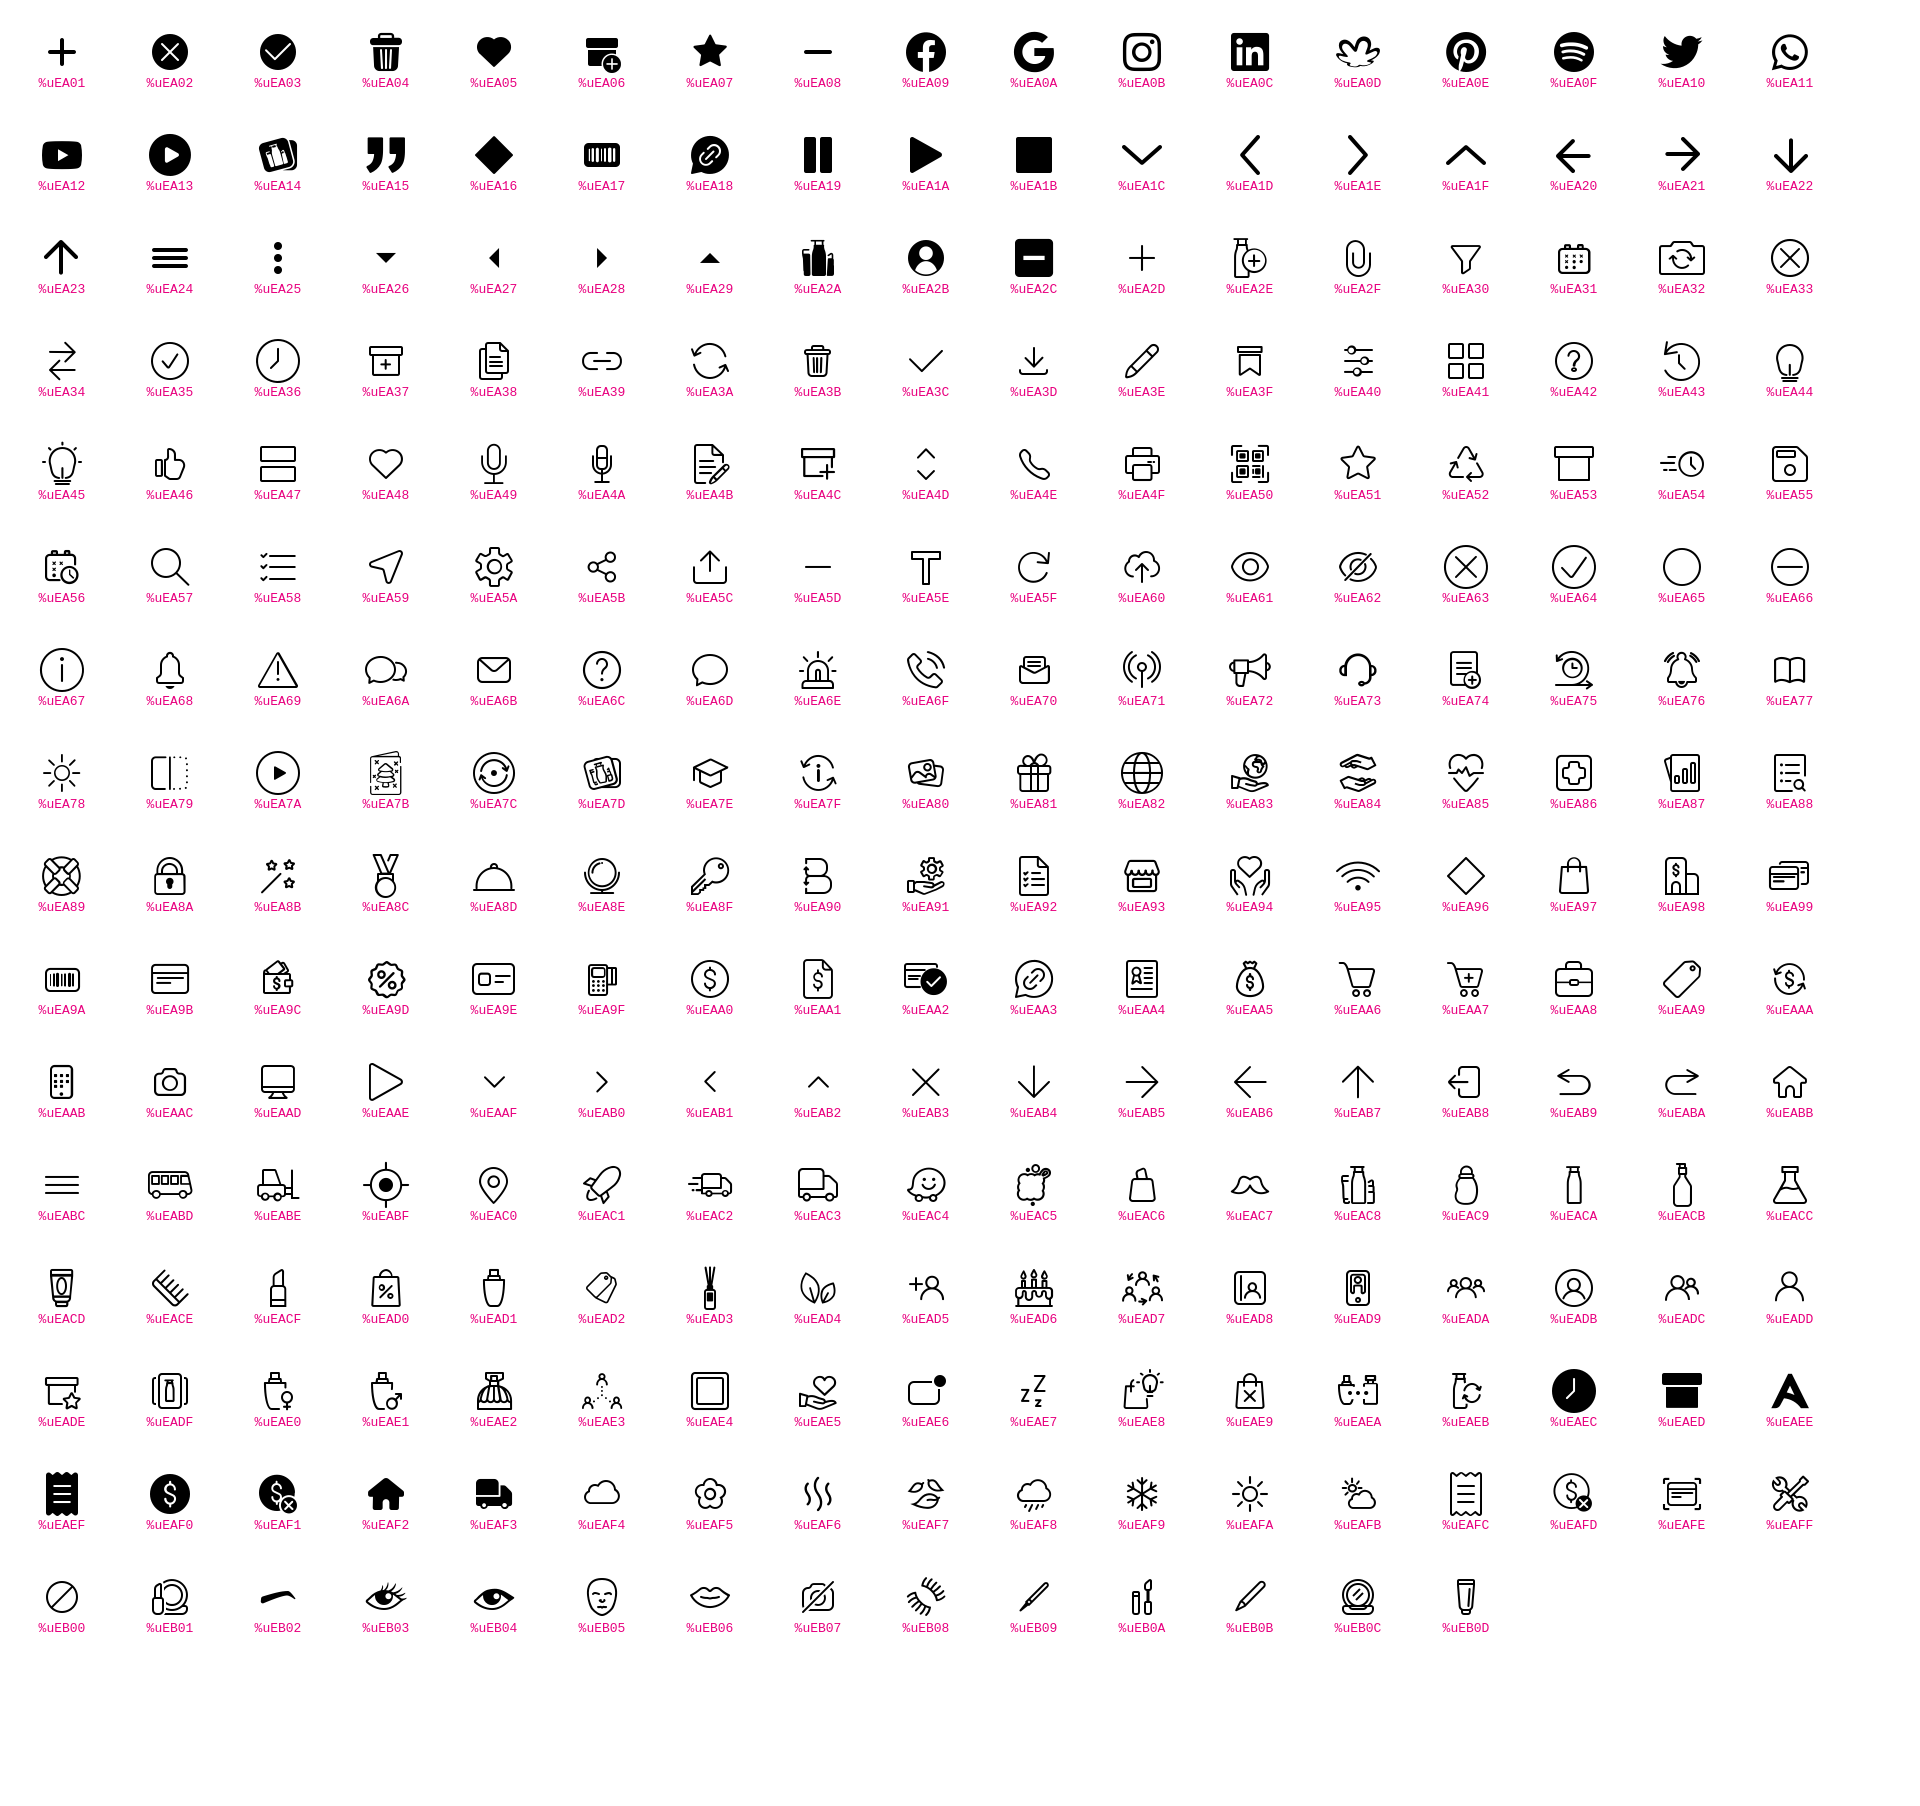 %uEA01 %uEA02 %uEA03 %uEA04 %uEA05 %uEA06 %uEA07 %uEA08 %uEA09 %uEA0A %uEA0B %uEA0C %uEA0D %uEA0E %uEA0F %uEA10 %uEA11
%uEA12 %uEA13 %uEA14 %uEA15 %uEA16 %uEA17 %uEA18 %uEA19 %uEA1A %uEA1B %uEA1C %uEA1D %uEA1E %uEA1F %uEA20 %uEA21 %uEA22
%uEA23 %uEA24 %uEA25 %uEA26 %uEA27 %uEA28 %uEA29 %uEA2A %uEA2B %uEA2C %uEA2D %uEA2E %uEA2F %uEA30 %uEA31 %uEA32 %uEA33
%uEA34 %uEA35 %uEA36 %uEA37 %uEA38 %uEA39 %uEA3A %uEA3B %uEA3C %uEA3D %uEA3E %uEA3F %uEA40 %uEA41 %uEA42 %uEA43 %uEA44
%uEA45 %uEA46 %uEA47 %uEA48 %uEA49 %uEA4A %uEA4B %uEA4C %uEA4D %uEA4E %uEA4F %uEA50 %uEA51 %uEA52 %uEA53 %uEA54 %uEA55
%uEA56 %uEA57 %uEA58 %uEA59 %uEA5A %uEA5B %uEA5C %uEA5D %uEA5E %uEA5F %uEA60 %uEA61 %uEA62 %uEA63 %uEA64 %uEA65 %uEA66
%uEA67 %uEA68 %uEA69 %uEA6A %uEA6B %uEA6C %uEA6D %uEA6E %uEA6F %uEA70 %uEA71 %uEA72 %uEA73 %uEA74 %uEA75 %uEA76 %uEA77
%uEA78 %uEA79 %uEA7A %uEA7B %uEA7C %uEA7D %uEA7E %uEA7F %uEA80 %uEA81 %uEA82 %uEA83 %uEA84 %uEA85 %uEA86 %uEA87 %uEA88
%uEA89 %uEA8A %uEA8B %uEA8C %uEA8D %uEA8E %uEA8F %uEA90 %uEA91 %uEA92 %uEA93 %uEA94 %uEA95 %uEA96 %uEA97 %uEA98 %uEA99
%uEA9A %uEA9B %uEA9C %uEA9D %uEA9E %uEA9F %uEAA0 %uEAA1 %uEAA2 %uEAA3 %uEAA4 %uEAA5 %uEAA6 %uEAA7 %uEAA8 %uEAA9 %uEAAA
%uEAAB %uEAAC %uEAAD %uEAAE %uEAAF %uEAB0 %uEAB1 %uEAB2 %uEAB3 %uEAB4 %uEAB5 %uEAB6 %uEAB7 %uEAB8 %uEAB9 %uEABA %uEABB
%uEABC %uEABD %uEABE %uEABF %uEAC0 %uEAC1 %uEAC2 %uEAC3 %uEAC4 %uEAC5 %uEAC6 %uEAC7 %uEAC8 %uEAC9 %uEACA %uEACB %uEACC
%uEACD %uEACE %uEACF %uEAD0 %uEAD1 %uEAD2 %uEAD3 %uEAD4 %uEAD5 %uEAD6 %uEAD7 %uEAD8 %uEAD9 %uEADA %uEADB %uEADC %uEADD
%uEADE %uEADF %uEAE0 %uEAE1 %uEAE2 %uEAE3 %uEAE4 %uEAE5 %uEAE6 %uEAE7 %uEAE8 %uEAE9 %uEAEA %uEAEB %uEAEC %uEAED %uEAEE
%uEAEF %uEAF0 %uEAF1 %uEAF2 %uEAF3 %uEAF4 %uEAF5 %uEAF6 %uEAF7 %uEAF8 %uEAF9 %uEAFA %uEAFB %uEAFC %uEAFD %uEAFE %uEAFF
%uEB00 %uEB01 %uEB02 %uEB03 %uEB04 %uEB05 %uEB06 %uEB07 %uEB08 %uEB09 %uEB0A %uEB0B %uEB0C %uEB0D